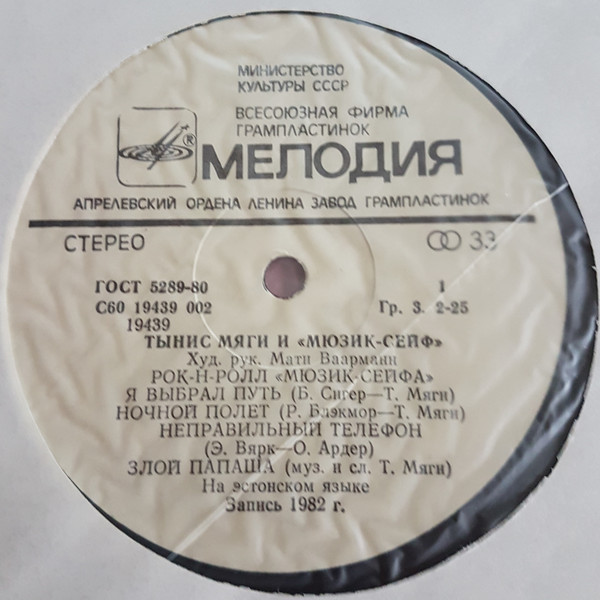 МИНИСТЕРСТВО
КУЛЬТУРЫ СССР
ВСЕСОЮЗНАЯ ФИРМА
ГРАМПЛАСТИНОК
® МЕЛОДИЯ
АПРЕЛЕВСКИЙ ОРДЕНА ЛЕНИНА ЗАВОД ГРАМПЛАСТИНОК
СТЕРЕО 33
ГОСТ 5289-80 1
С60 19439 002 Гр. 3. 2-25
19439
ТЫНИС МЯГИ И «МЮЗИК-СЕЙФ»
Худ. рук. Мати Ваарманн
РОК-Н-РОЛЛ «МЮЗИК-СЕЙФА»
Я ВЫБРАЛ ПУТЬ (Б. Сигер—Т. Мяги)
НОЧНОЙ ПОЛЕТ (Р. Блэкмор—Т. Мяги)
НЕПРАВИЛЬНЫЙ ТЕЛЕФОН
(Э. Вярк—О. Ардер)
ЗЛОЙ ПАПАША (муз. и сл. Т. Мяги)
На эстонском языке
Запись 1982 г.